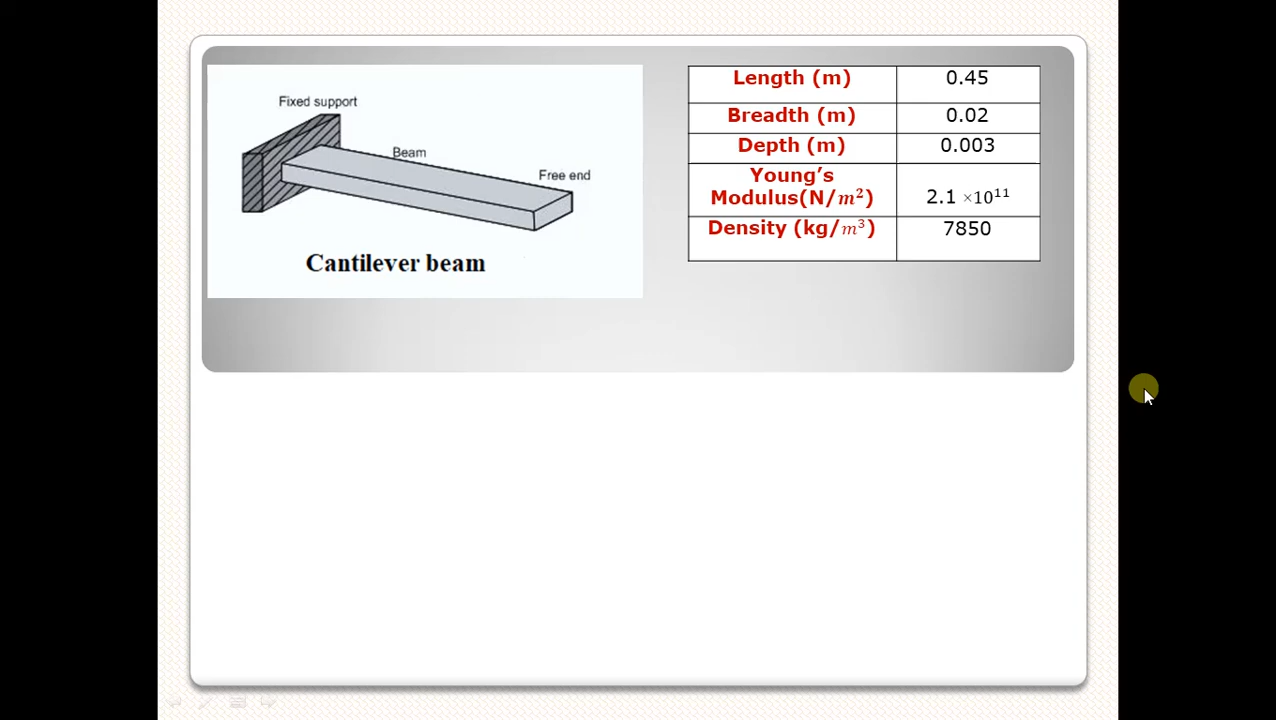 Fixed support
Beam
Free end
Cantilever beam
Length (m) 0.45
Breadth (m) 0.02
Depth (m) 0.003
Young’s
Modulus(N/m²) 2.1 ×10¹¹
Density (kg/m³) 7850